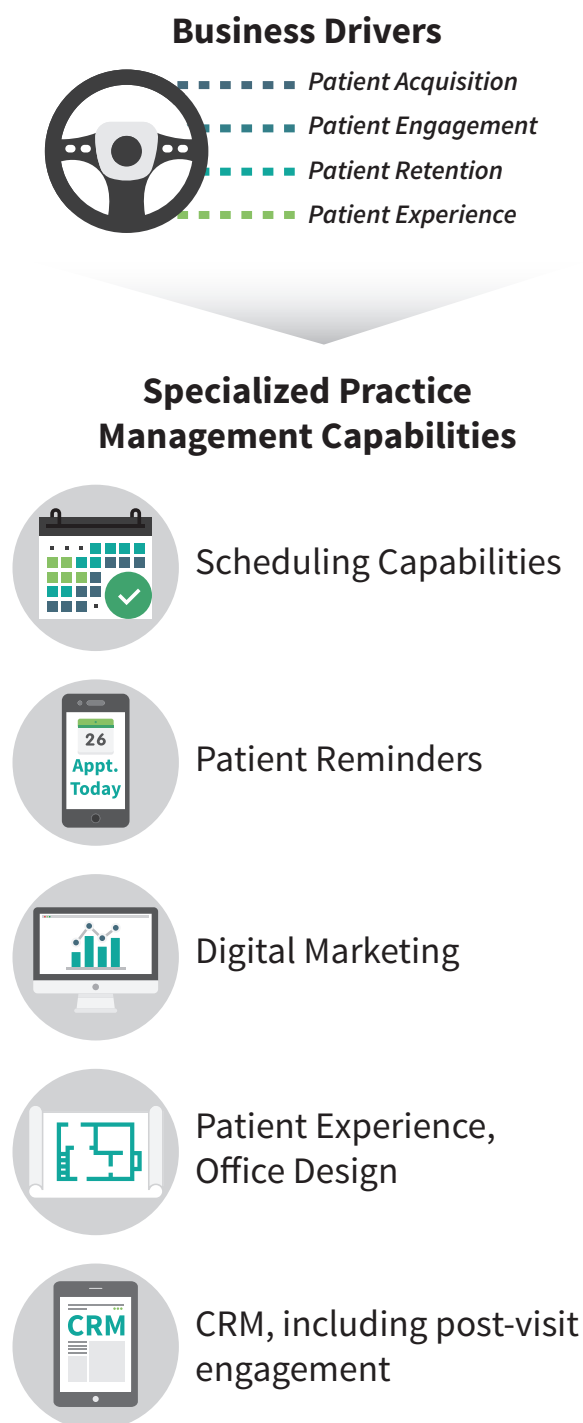 Business Drivers
Patient Acquisition
Patient Engagement
Patient Retention
Patient Experience
Specialized Practice
Management Capabilities
Scheduling Capabilities
26
Appt.
Today
Patient Reminders
Digital Marketing
Patient Experience,
Office Design
CRM
CRM, including post-visit
engagement